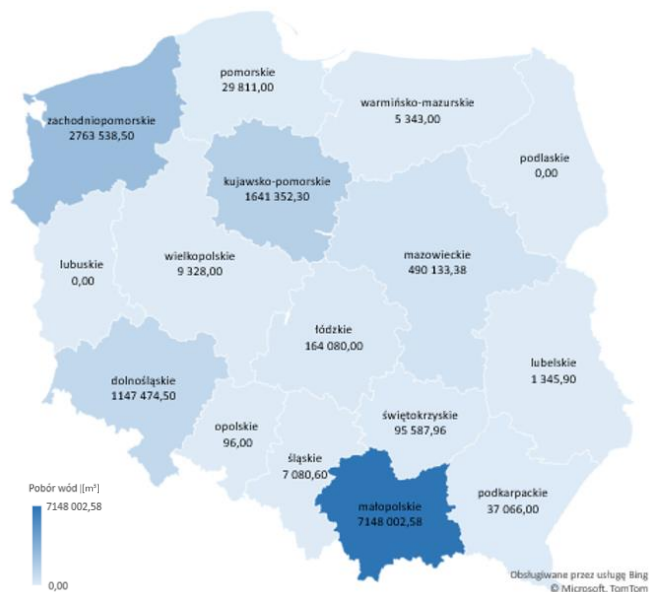 pomorskie
29 811,00
warmińsko-mazurskie
5 343,00
zachodniopomorskie
2763 538,50
podlaskie
0,00
kujawsko-pomorskie
1641 352,30
wielkopolskie
9 328,00
mazowieckie
490 133,38
lubuskie
0,00
łódzkie
164 080,00
lubelskie
1 345,90
dolnośląskie
1147 474,50
świętokrzyskie
95 587,96
opolskie
96,00
śląskie
7 080,60
podkarpackie
37 066,00
małopolskie
7148 002,58
Pobór wód |[m³]
7148 002,58
0,00
Obsługiwane przez usługę Bing
© Microsoft, TomTom